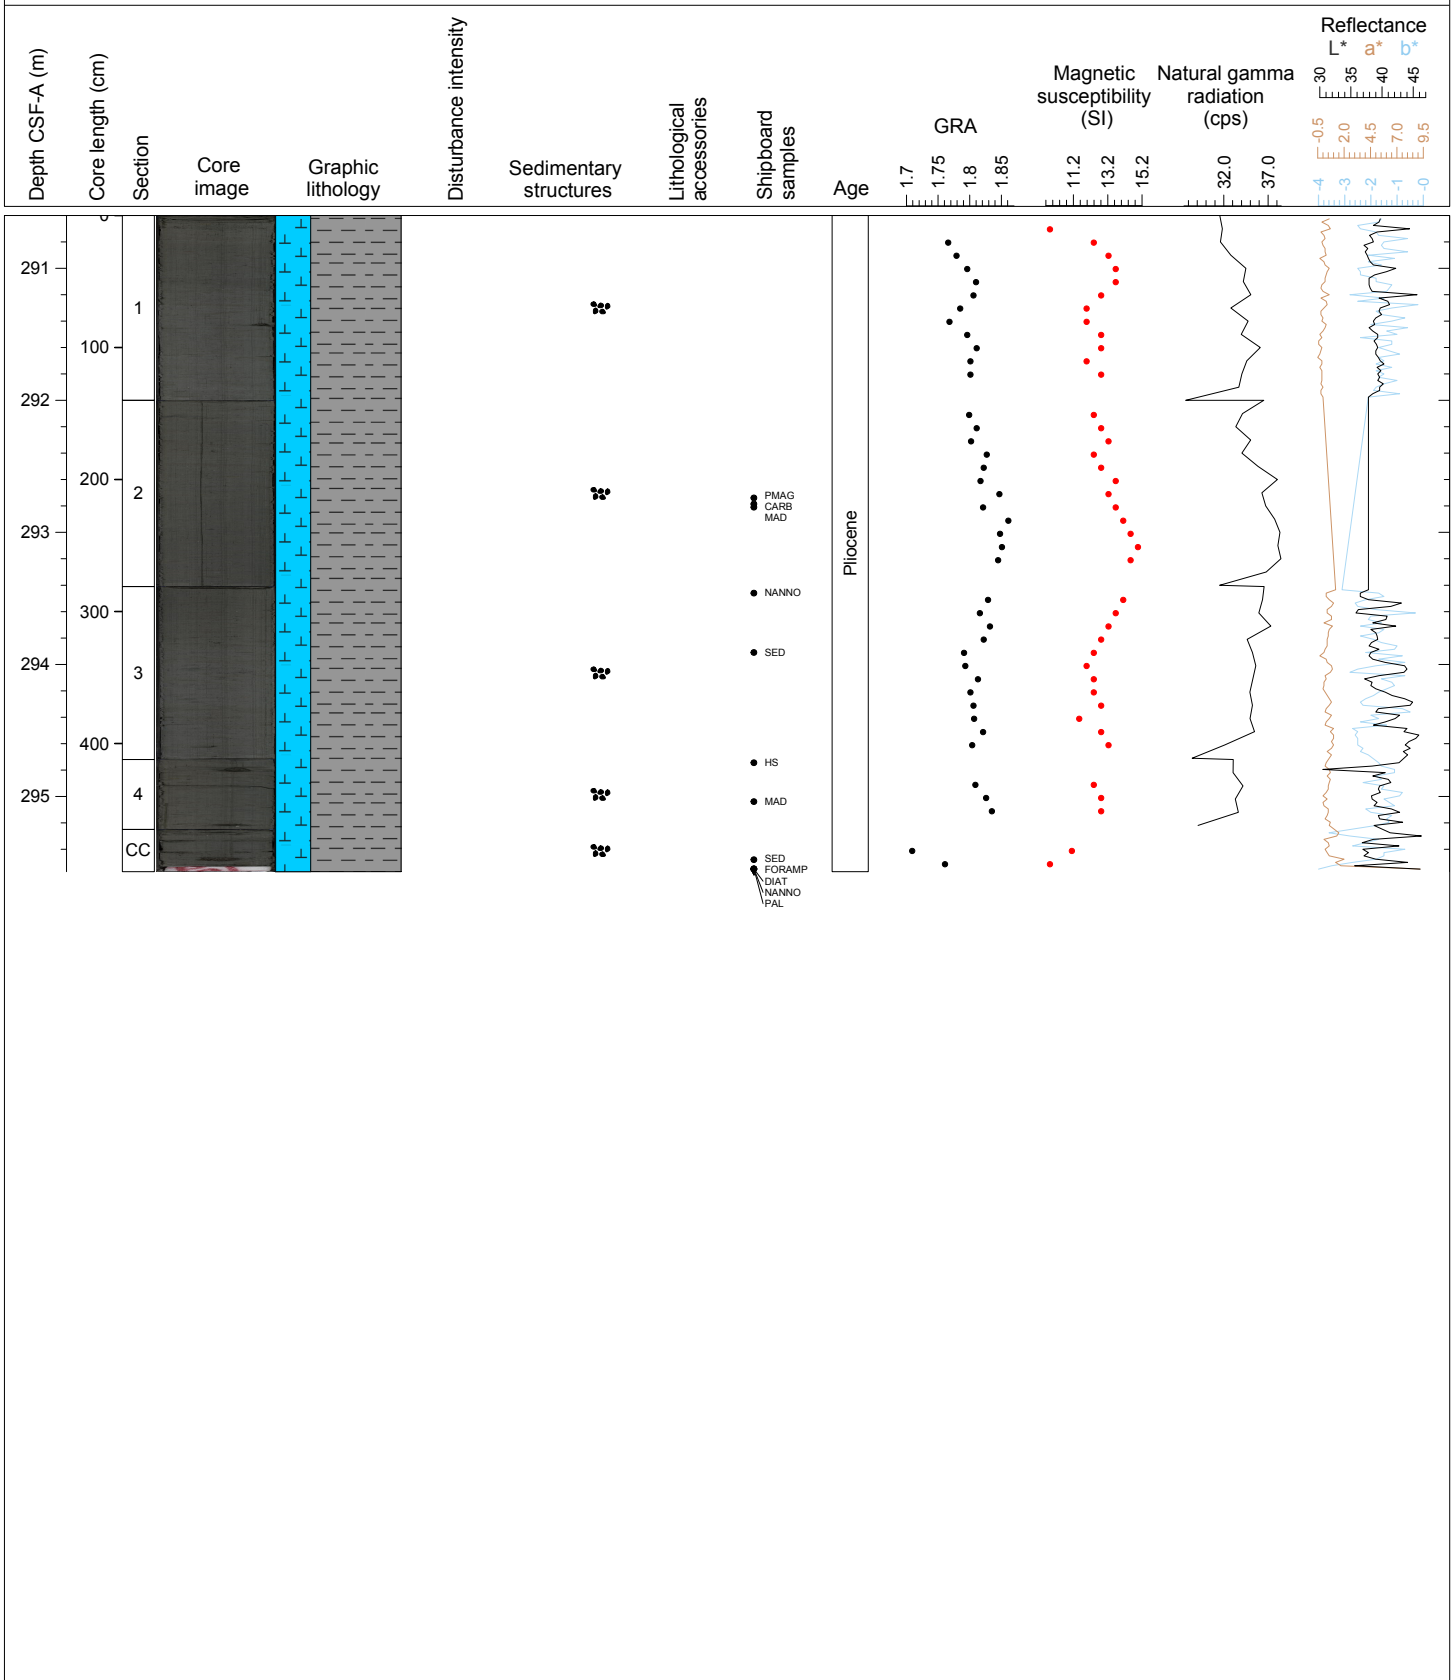 Depth CSF-A (m)
Core length (cm)
Section
Core
image
Graphic
lithology
Disturbance intensity
Sedimentary
structures
Lithological
accessories
Shipboard
samples
Age
GRA
1.7
1.75
1.8
1.85
Magnetic
susceptibility
(SI)
11.2
13.2
15.2
Natural gamma
radiation
(cps)
32.0
37.0
Reflectance
L* a* b*
30
35
40
45
-0.5
2.0
4.5
7.0
9.5
-4
-3
-2
-1
-0
0
291
1
100
292
200
2
PMAG
CARB
MAD
293
Pliocene
NANNO
300
SED
294
3
400
HS
295
4
MAD
CC
SED
FORAMP
DIAT
NANNO
PAL